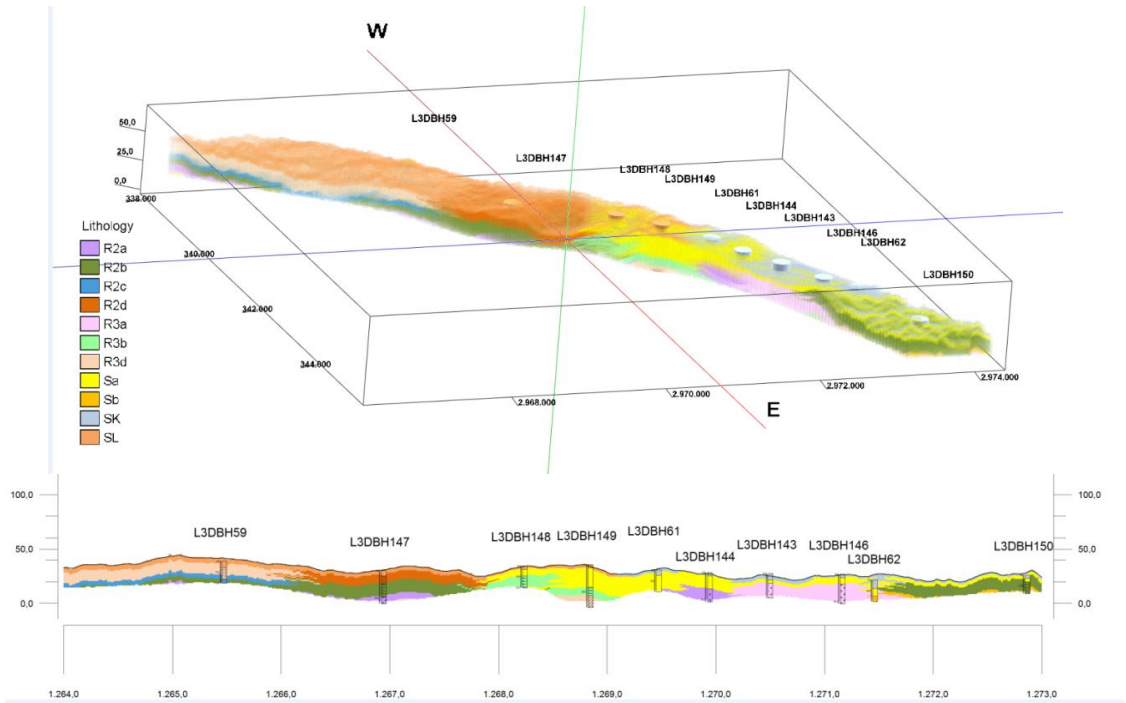 W
L3DBH59
L3DBH147
L3DBH148
L3DBH149
L3DBH61
L3DBH144
L3DBH143
L3DBH146
L3DBH62
L3DBH150
50,0
25,0
0,0
338.000
340.000
342.000
344.000
2.968.000
2.970.000
2.972.000
2.974.000
E
Lithology
R2a
R2b
R2c
R2d
R3a
R3b
R3d
Sa
Sb
SK
SL
100,0 100,0
L3DBH59 L3DBH147 L3DBH148 L3DBH149 L3DBH61 L3DBH144 L3DBH143 L3DBH146 L3DBH62 L3DBH150
50,0 50,0
0,0 0,0
1.264,0 1.265,0 1.266,0 1.267,0 1.268,0 1.269,0 1.270,0 1.271,0 1.272,0 1.273,0